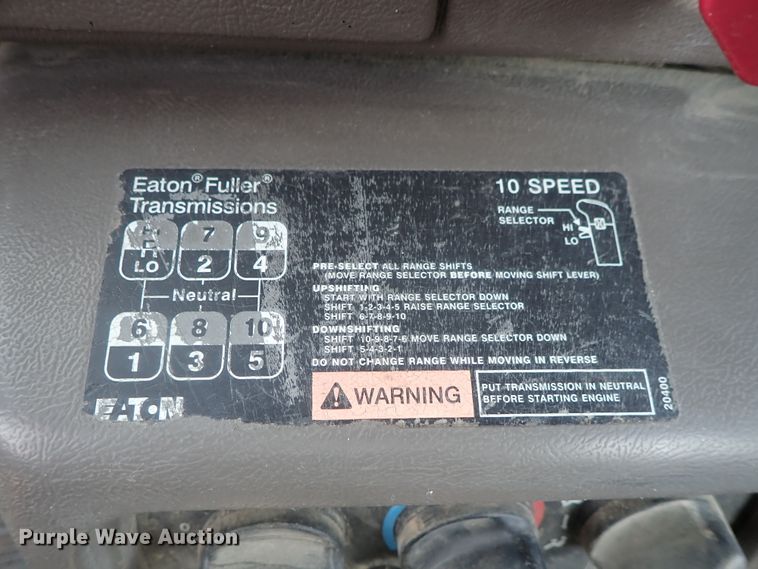 Eaton® Fuller®
Transmissions
10 SPEED
RANGE
SELECTOR
HI
LO
7
9
LO
2
4
Neutral
6
8
10
1
3
5
EATON
PRE-SELECT ALL RANGE SHIFTS
(MOVE RANGE SELECTOR BEFORE MOVING SHIFT LEVER)
UPSHIFTING
START WITH RANGE SELECTOR DOWN
SHIFT 1-2-3-4-5 RAISE RANGE SELECTOR
SHIFT 6-7-8-9-10
DOWNSHIFTING
SHIFT 10-9-8-7-6 MOVE RANGE SELECTOR DOWN
SHIFT 5-4-3-2-1
DO NOT CHANGE RANGE WHILE MOVING IN REVERSE
WARNING
PUT TRANSMISSION IN NEUTRAL
BEFORE STARTING ENGINE
20400
Purple Wave Auction